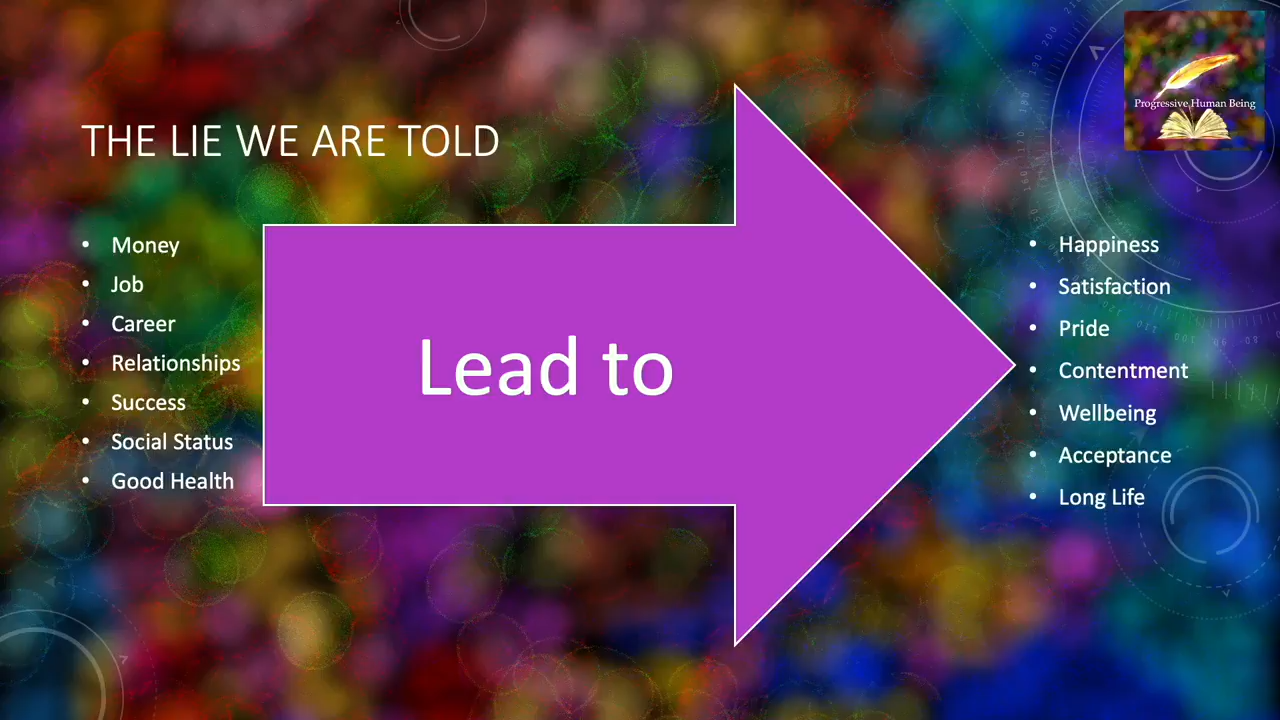 Progressive Human Being
THE LIE WE ARE TOLD
• Money
• Job
• Career
• Relationships
• Success
• Social Status
• Good Health
Lead to
• Happiness
• Satisfaction
• Pride
• Contentment
• Wellbeing
• Acceptance
• Long Life